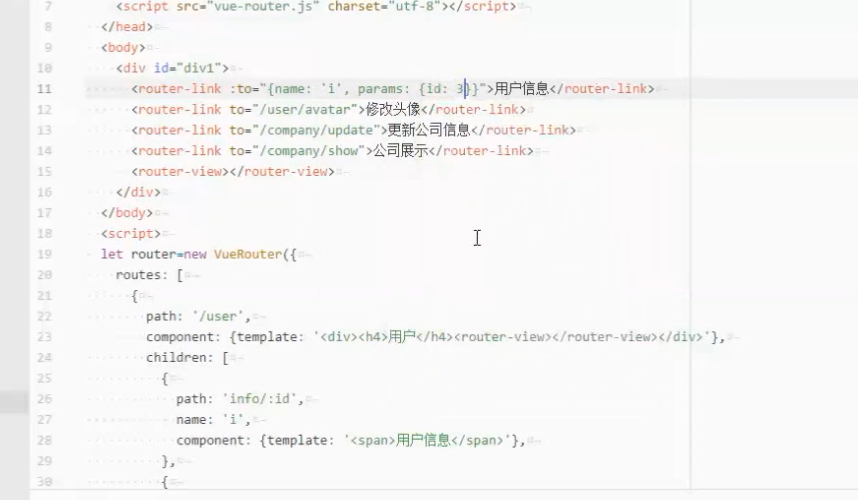 7 <script src="vue-router.js" charset="utf-8"></script>
8 </head>
9 <body>
10 <div id="div1">
11 <router-link :to="{name: 'i', params: {id: 3}}">用户信息</router-link>
12 <router-link to="/user/avatar">修改头像</router-link>
13 <router-link to="/company/update">更新公司信息</router-link>
14 <router-link to="/company/show">公司展示</router-link>
15 <router-view></router-view>
16 </div>
17 </body>
18 <script>
19 let router=new VueRouter({
20 routes: [
21 {
22 path: '/user',
23 component: {template: '<div><h4>用户</h4><router-view></router-view></div>'},
24 children: [
25 {
26 path: 'info/:id',
27 name: 'i',
28 component: {template: '<span>用户信息</span>'},
29 },
30 {